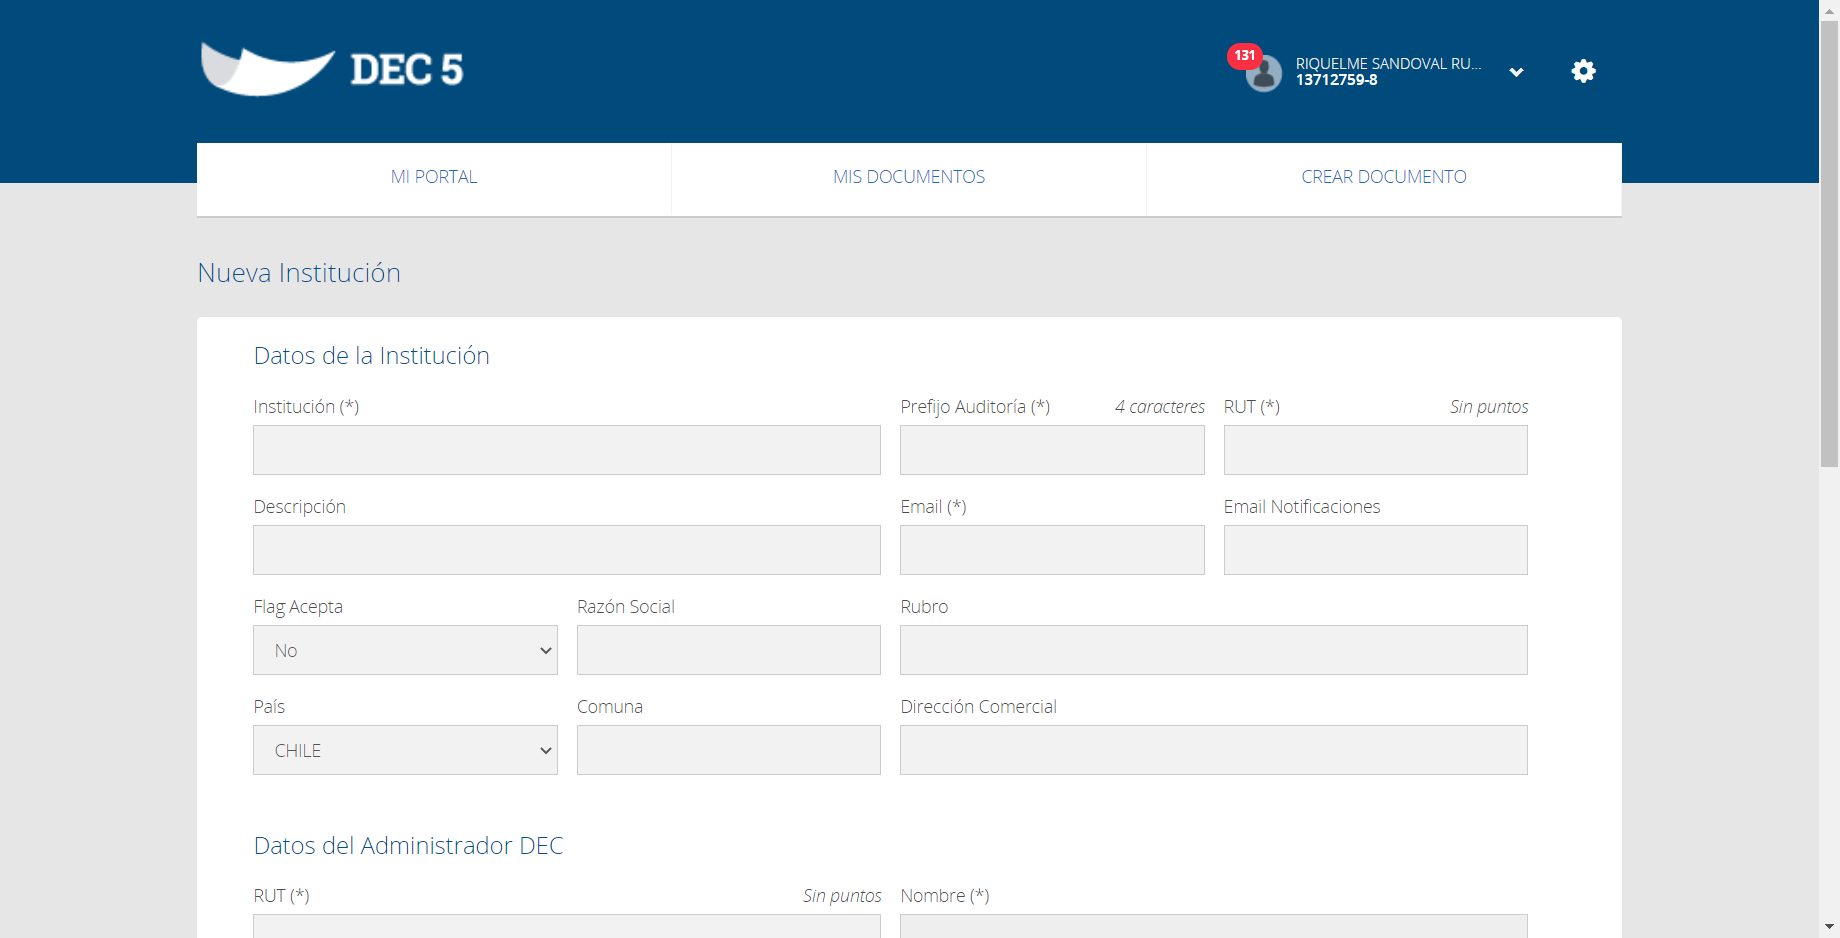 DEC 5
131
RIQUELME SANDOVAL RU...
13712759-8
MI PORTAL
MIS DOCUMENTOS
CREAR DOCUMENTO
Nueva Institución
Datos de la Institución
Institución (*)
Prefijo Auditoría (*) 4 caracteres
RUT (*) Sin puntos
Descripción
Email (*)
Email Notificaciones
Flag Acepta
Razón Social
Rubro
No
País
Comuna
Dirección Comercial
CHILE
Datos del Administrador DEC
RUT (*) Sin puntos
Nombre (*)